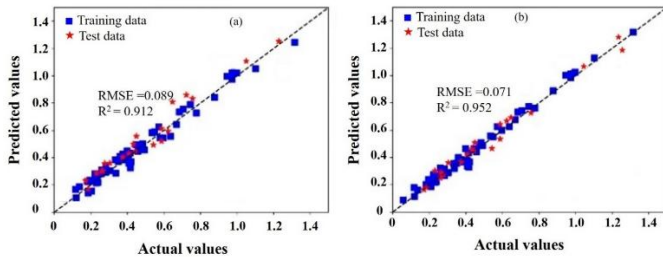 (a)
Training data
Test data
RMSE =0.089
R² = 0.912
Predicted values
1.4
1.2
1.0
0.8
0.6
0.4
0.2
0
0 0.2 0.4 0.6 0.8 1.0 1.2 1.4
Actual values
(b)
Training data
Test data
RMSE =0.071
R² = 0.952
Predicted values
1.4
1.2
1.0
0.8
0.6
0.4
0.2
0
0 0.2 0.4 0.6 0.8 1.0 1.2 1.4
Actual values